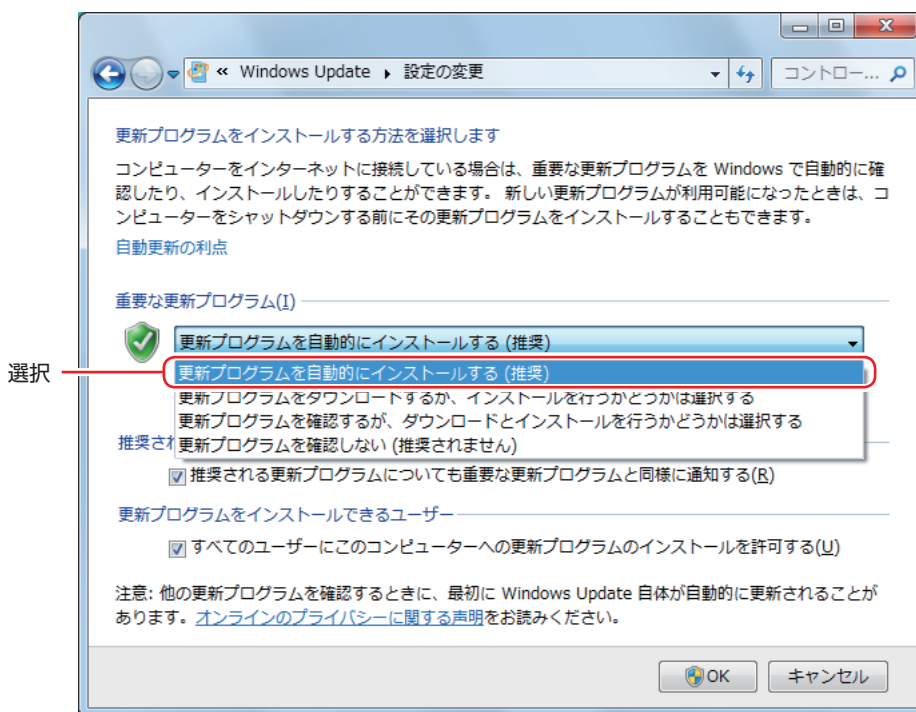 « Windows Update ▸ 設定の変更
コントロー...
更新プログラムをインストールする方法を選択します
コンピューターをインターネットに接続している場合は、重要な更新プログラムを Windows で自動的に確
認したり、インストールしたりすることができます。 新しい更新プログラムが利用可能になったときは、コ
ンピューターをシャットダウンする前にその更新プログラムをインストールすることもできます。
自動更新の利点
重要な更新プログラム(I)
更新プログラムを自動的にインストールする (推奨)
選択
更新プログラムを自動的にインストールする (推奨)
更新プログラムをダウンロードするが、インストールを行うかどうかは選択する
更新プログラムを確認するが、ダウンロードとインストールを行うかどうかは選択する
推奨され
更新プログラムを確認しない (推奨されません)
推奨される更新プログラムについても重要な更新プログラムと同様に通知する(R)
更新プログラムをインストールできるユーザー
すべてのユーザーにこのコンピューターへの更新プログラムのインストールを許可する(U)
注意: 他の更新プログラムを確認するときに、最初に Windows Update 自体が自動的に更新されることが
あります。オンラインのプライバシーに関する声明をお読みください。
OK
キャンセル